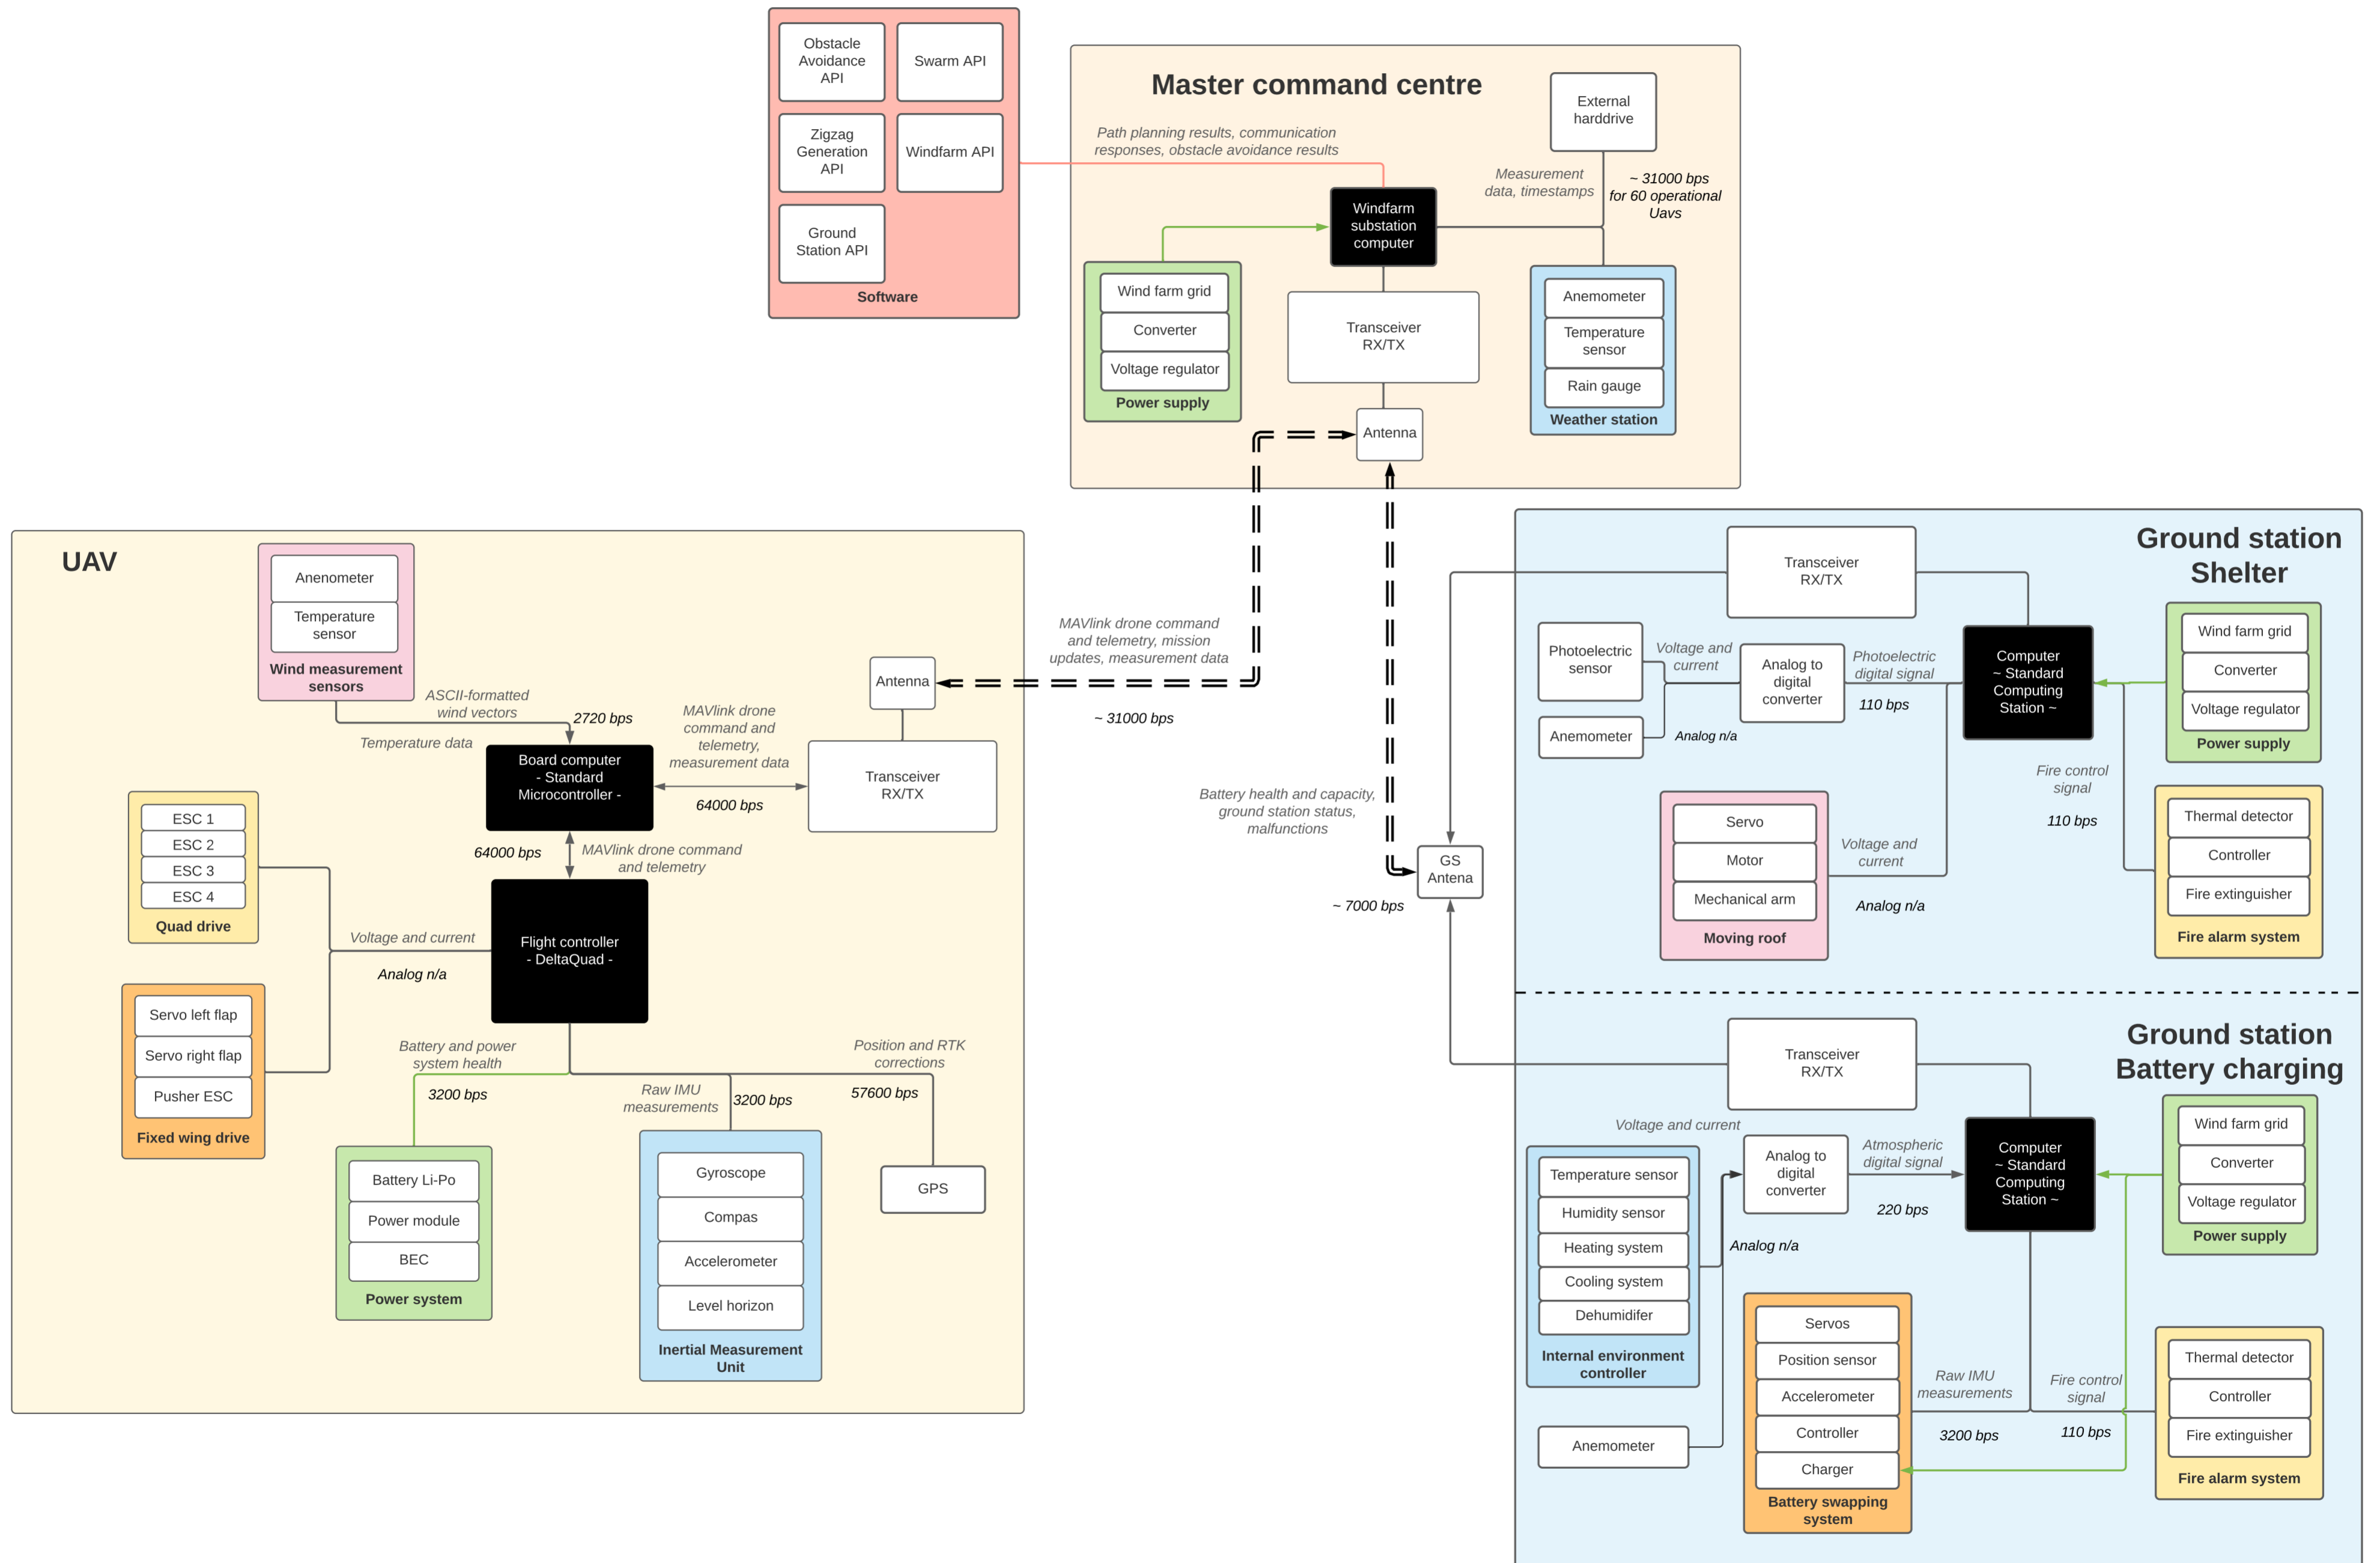 Obstacle
Avoidance
API
Swarm API
Zigzag
Generation
API
Windfarm API
Ground
Station API
Software
Master command centre
External
harddrive
Path planning results, communication
responses, obstacle avoidance results
Measurement
data, timestamps
~ 31000 bps
for 60 operational
Uavs
Windfarm
substation
computer
Wind farm grid
Converter
Voltage regulator
Power supply
Transceiver
RX/TX
Antenna
Anemometer
Temperature
sensor
Rain gauge
Weather station
UAV
Anenometer
Temperature
sensor
Wind measurement
sensors
ASCII-formatted
wind vectors
2720 bps
Temperature data
Board computer
- Standard
Microcontroller -
MAVlink drone
command and
telemetry,
measurement data
64000 bps
Antenna
Transceiver
RX/TX
MAVlink drone command
and telemetry, mission
updates, measurement data
~ 31000 bps
ESC 1
ESC 2
ESC 3
ESC 4
Quad drive
64000 bps
MAVlink drone command
and telemetry
Flight controller
- DeltaQuad -
Voltage and current
Analog n/a
Servo left flap
Servo right flap
Pusher ESC
Fixed wing drive
Battery and power
system health
3200 bps
Raw IMU
measurements
3200 bps
Position and RTK
corrections
57600 bps
Battery Li-Po
Power module
BEC
Power system
Gyroscope
Compas
Accelerometer
Level horizon
Inertial Measurement
Unit
GPS
Battery health and capacity,
ground station status,
malfunctions
~ 7000 bps
GS
Antena
Ground station
Shelter
Transceiver
RX/TX
Photoelectric
sensor
Voltage and
current
Analog to
digital
converter
Photoelectric
digital signal
110 bps
Anemometer
Analog n/a
Computer
~ Standard
Computing
Station ~
Wind farm grid
Converter
Voltage regulator
Power supply
Fire control
signal
110 bps
Servo
Motor
Mechanical arm
Moving roof
Voltage and
current
Analog n/a
Thermal detector
Controller
Fire extinguisher
Fire alarm system
Ground station
Battery charging
Transceiver
RX/TX
Voltage and current
Analog to
digital
converter
Atmospheric
digital signal
220 bps
Computer
~ Standard
Computing
Station ~
Wind farm grid
Converter
Voltage regulator
Power supply
Temperature sensor
Humidity sensor
Heating system
Cooling system
Dehumidifer
Internal environment
controller
Analog n/a
Anemometer
Servos
Position sensor
Accelerometer
Controller
Charger
Battery swapping
system
Raw IMU
measurements
3200 bps
Fire control
signal
110 bps
Thermal detector
Controller
Fire extinguisher
Fire alarm system